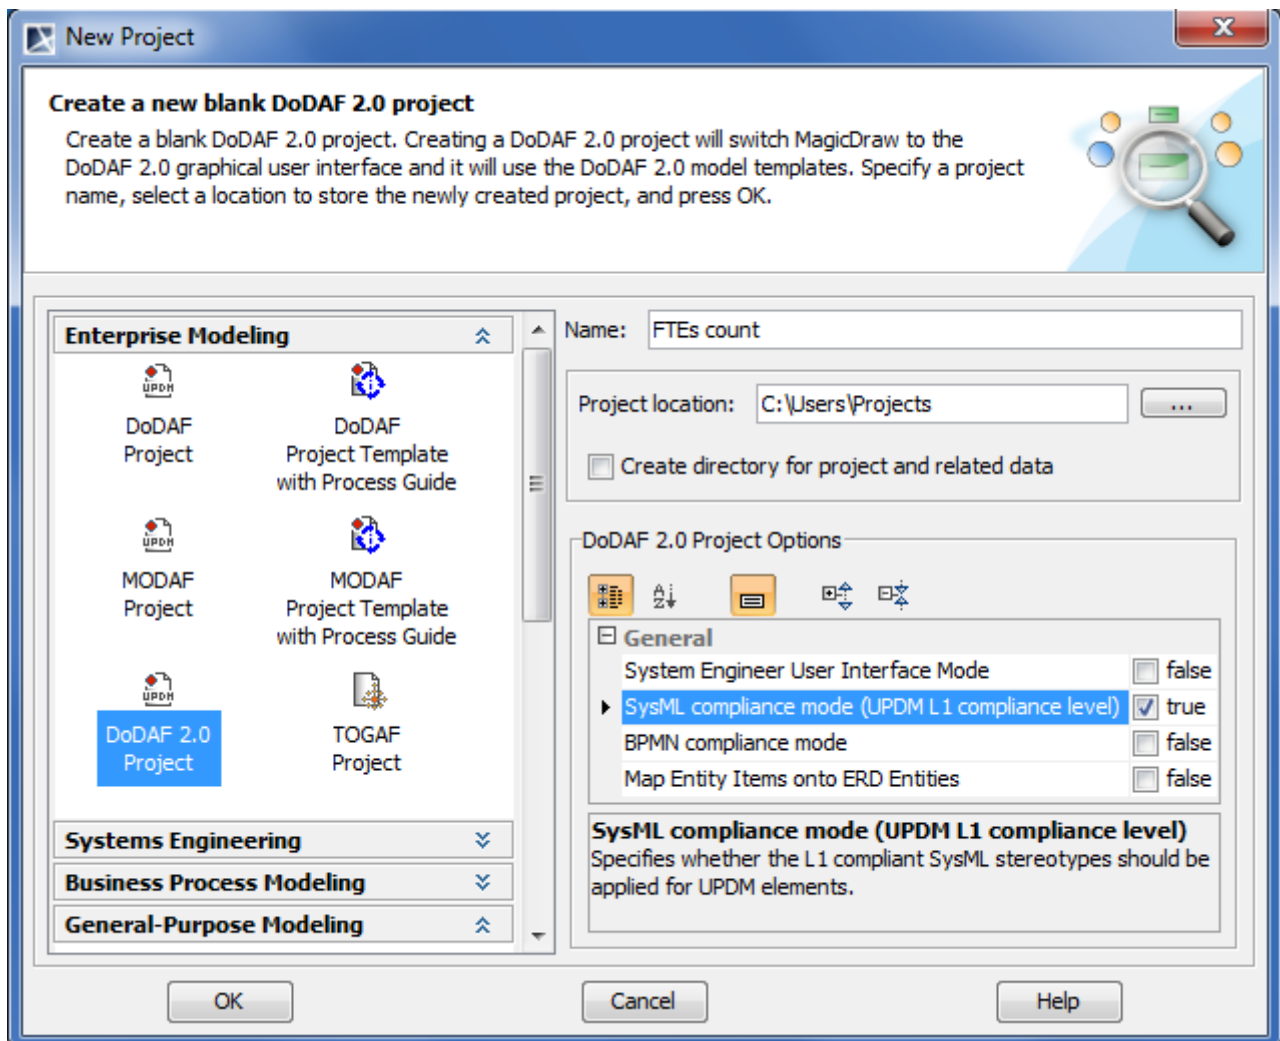 New Project
Create a new blank DoDAF 2.0 project
Create a blank DoDAF 2.0 project. Creating a DoDAF 2.0 project will switch MagicDraw to the
DoDAF 2.0 graphical user interface and it will use the DoDAF 2.0 model templates. Specify a project
name, select a location to store the newly created project, and press OK.
Enterprise Modeling
UPDM
DoDAF
Project
DoDAF
Project Template
with Process Guide
UPDM
MODAF
Project
MODAF
Project Template
with Process Guide
UPDM
DoDAF 2.0
Project
TOGAF
Project
Systems Engineering
Business Process Modeling
General-Purpose Modeling
Name: FTEs count
Project location: C:\Users\Projects ...
Create directory for project and related data
DoDAF 2.0 Project Options
A
Z
General
System Engineer User Interface Mode false
SysML compliance mode (UPDM L1 compliance level) true
BPMN compliance mode false
Map Entity Items onto ERD Entities false
SysML compliance mode (UPDM L1 compliance level)
Specifies whether the L1 compliant SysML stereotypes should be
applied for UPDM elements.
OK Cancel Help